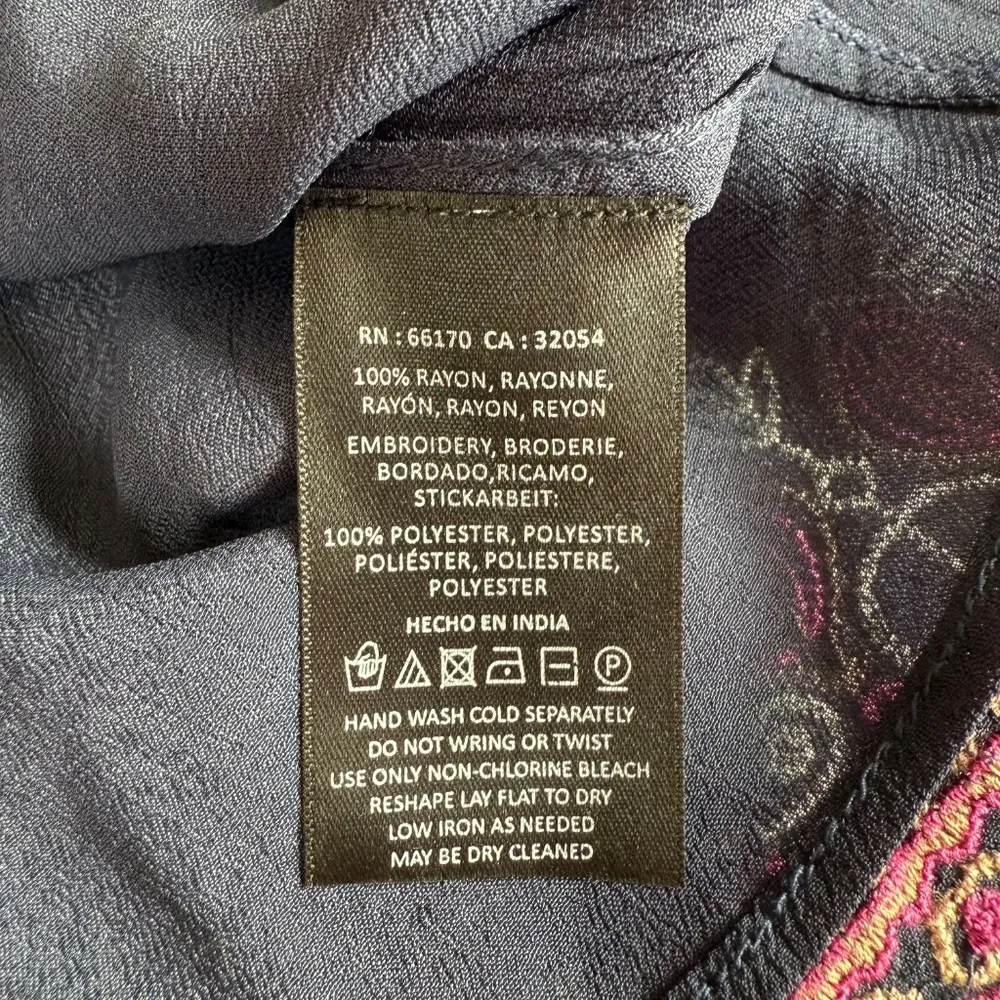 RN : 66170 CA : 32054
100% RAYON, RAYONNE,
RAYÓN, RAYON, REYON
EMBROIDERY, BRODERIE,
BORDADO,RICAMO,
STICKARBEIT:
100% POLYESTER, POLYESTER,
POLIÉSTER, POLIESTERE,
POLYESTER
HECHO EN INDIA
P
HAND WASH COLD SEPARATELY
DO NOT WRING OR TWIST
USE ONLY NON-CHLORINE BLEACH
RESHAPE LAY FLAT TO DRY
LOW IRON AS NEEDED
MAY BE DRY CLEANED